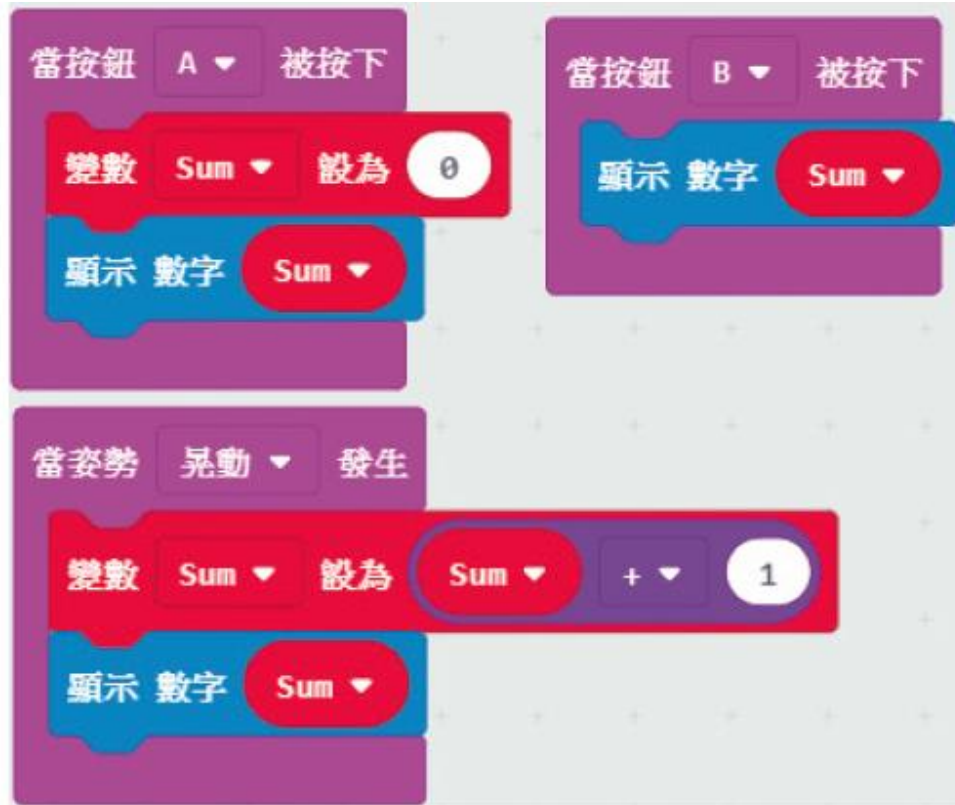 當按鈕 A 被按下
變數 Sum 設為 0
顯示 數字 Sum
當按鈕 B 被按下
顯示 數字 Sum
當姿勢 晃動 發生
變數 Sum 設為 Sum + 1
顯示 數字 Sum